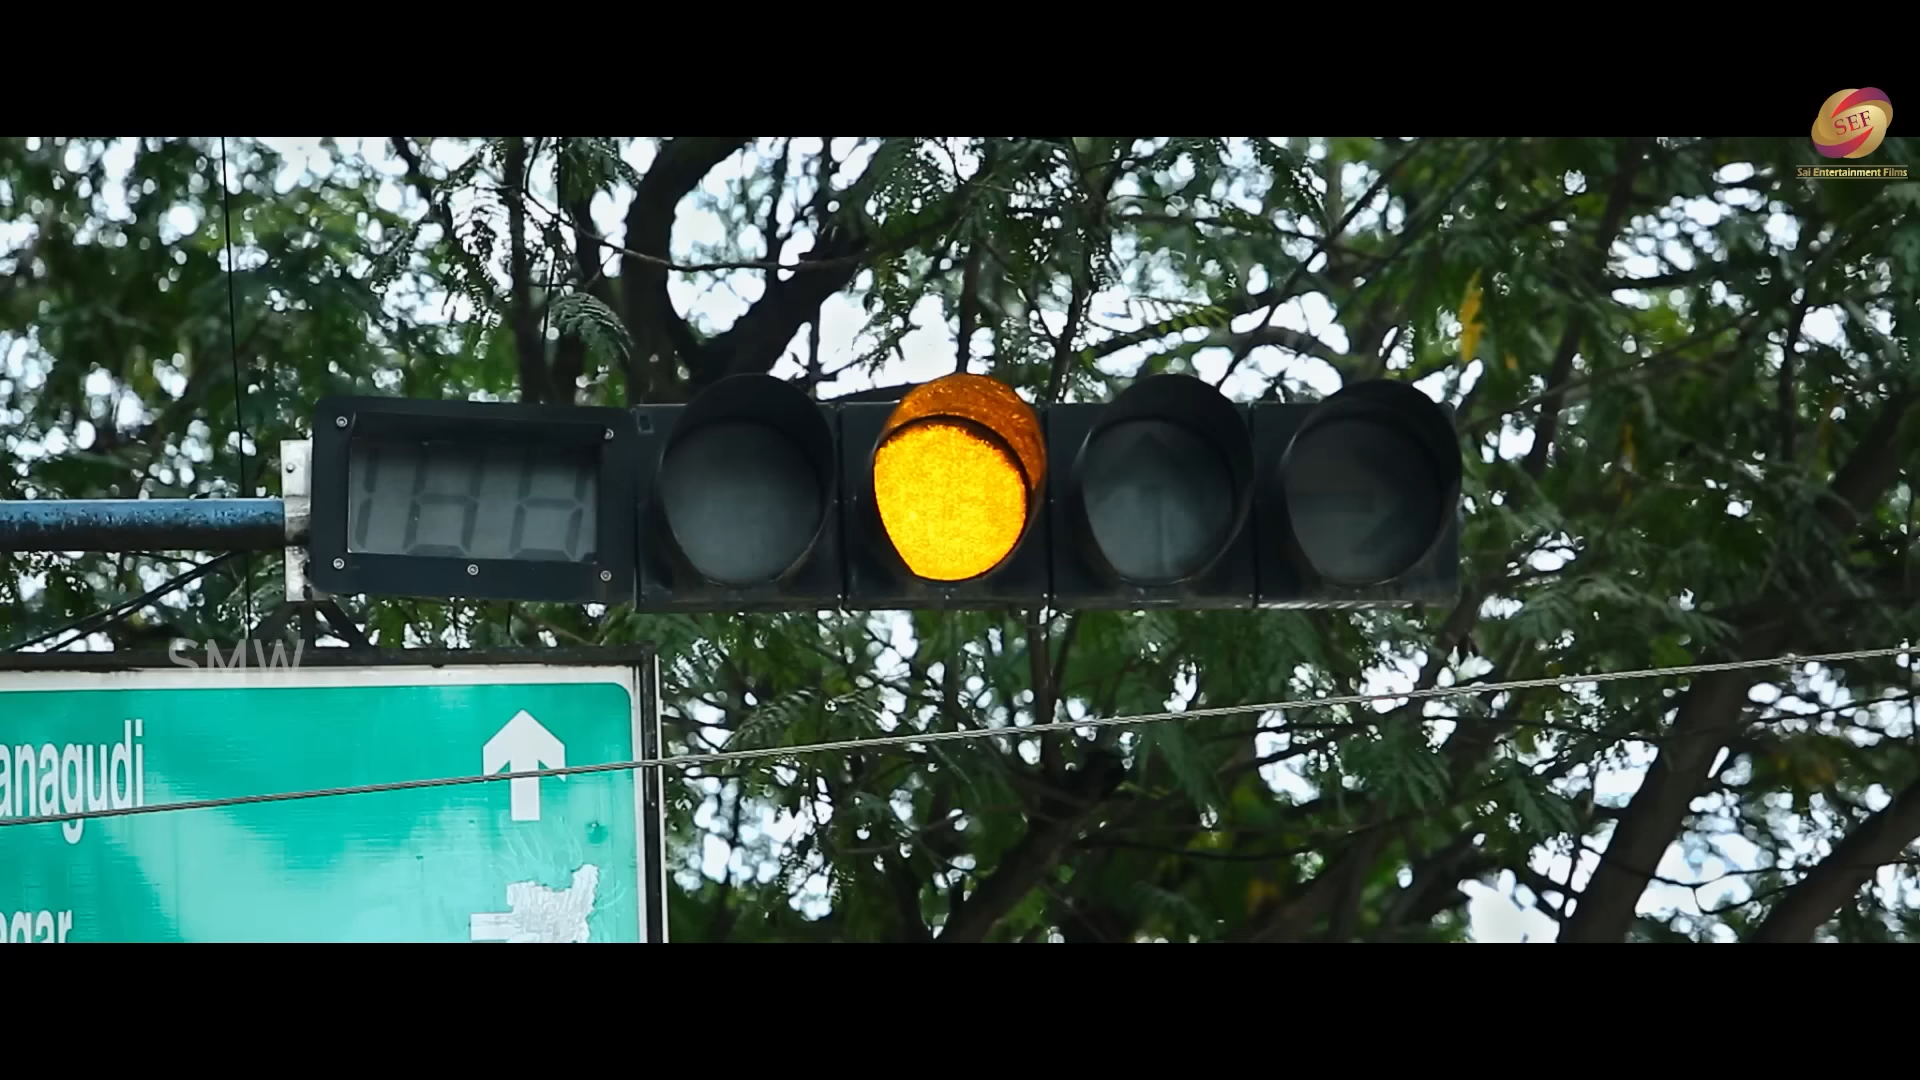 SEF
Sai Entertainment Films
SMW
anagudi
agar